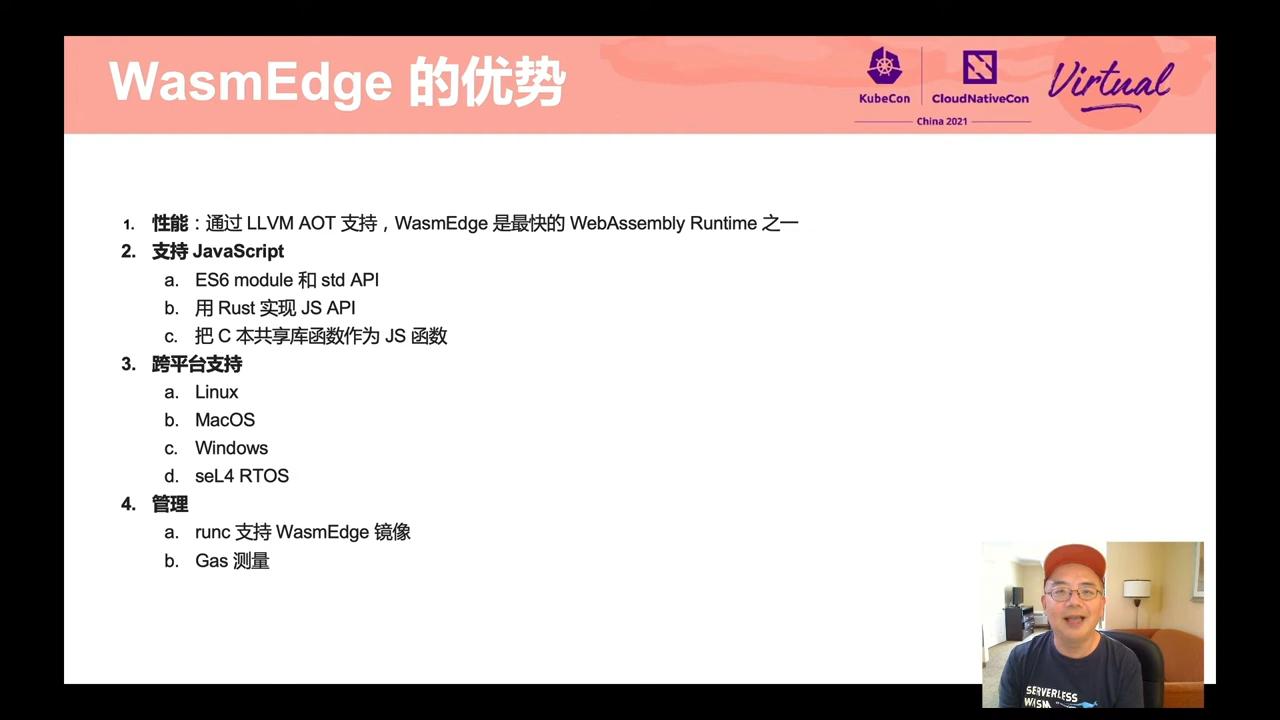 WasmEdge 的优势
KubeCon
CloudNativeCon
Virtual
China 2021
1. 性能：通过 LLVM AOT 支持，WasmEdge 是最快的 WebAssembly Runtime 之一
2. 支持 JavaScript
a. ES6 module 和 std API
b. 用 Rust 实现 JS API
c. 把 C 本共享库函数作为 JS 函数
3. 跨平台支持
a. Linux
b. MacOS
c. Windows
d. seL4 RTOS
4. 管理
a. runc 支持 WasmEdge 镜像
b. Gas 测量
SERVERLESS
WASM